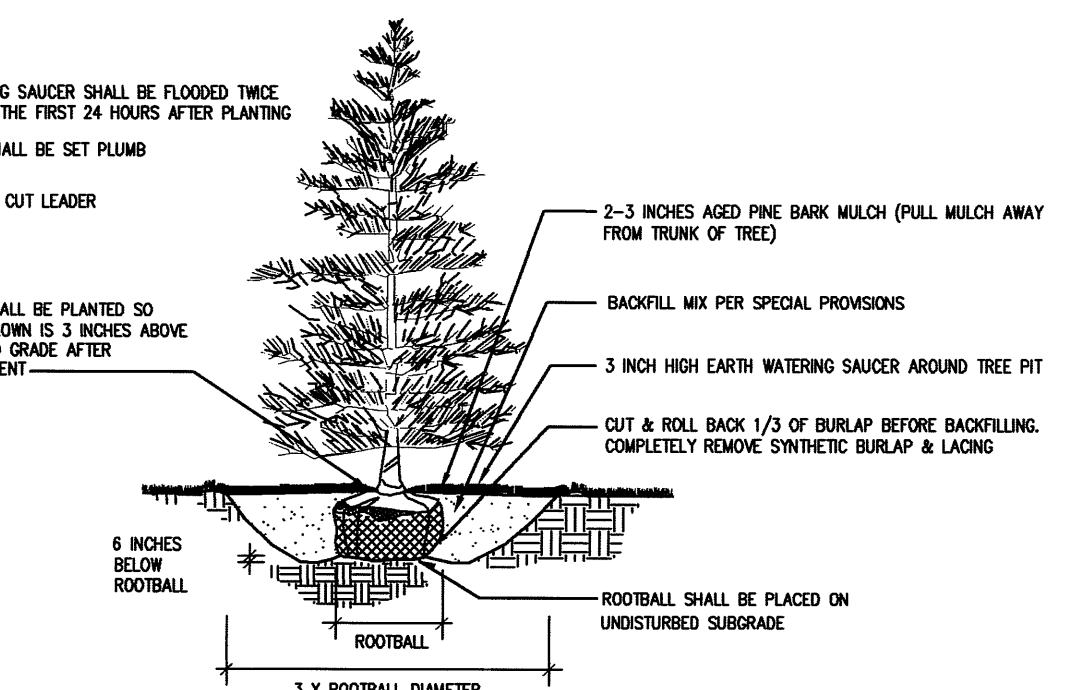 G SAUCER SHALL BE FLOODED TWICE
THE FIRST 24 HOURS AFTER PLANTING
ALL BE SET PLUMB
CUT LEADER
ALL BE PLANTED SO
OWN IS 3 INCHES ABOVE
GRADE AFTER
ENT
2-3 INCHES AGED PINE BARK MULCH (PULL MULCH AWAY
FROM TRUNK OF TREE)
BACKFILL MIX PER SPECIAL PROVISIONS
3 INCH HIGH EARTH WATERING SAUCER AROUND TREE PIT
CUT & ROLL BACK 1/3 OF BURLAP BEFORE BACKFILLING.
COMPLETELY REMOVE SYNTHETIC BURLAP & LACING
6 INCHES
BELOW
ROOTBALL
ROOTBALL SHALL BE PLACED ON
UNDISTURBED SUBGRADE
ROOTBALL
3 X ROOTBALL DIAMETER